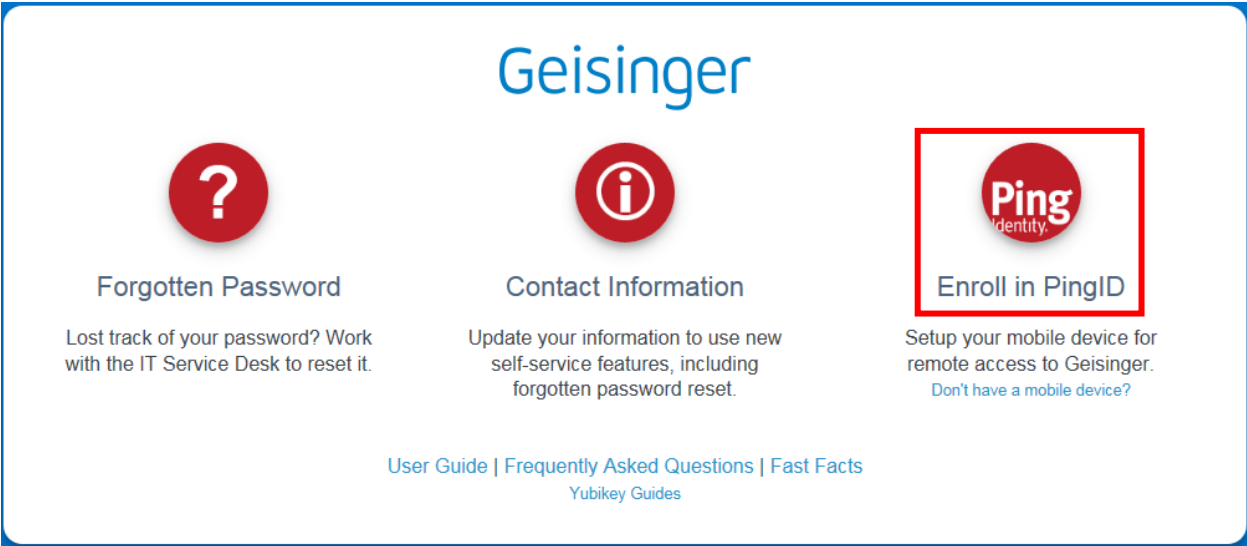 Geisinger
?
i
Ping
Identity.
Forgotten Password
Contact Information
Enroll in PingID
Lost track of your password? Work
with the IT Service Desk to reset it.
Update your information to use new
self-service features, including
forgotten password reset.
Setup your mobile device for
remote access to Geisinger.
Don't have a mobile device?
User Guide | Frequently Asked Questions | Fast Facts
Yubikey Guides